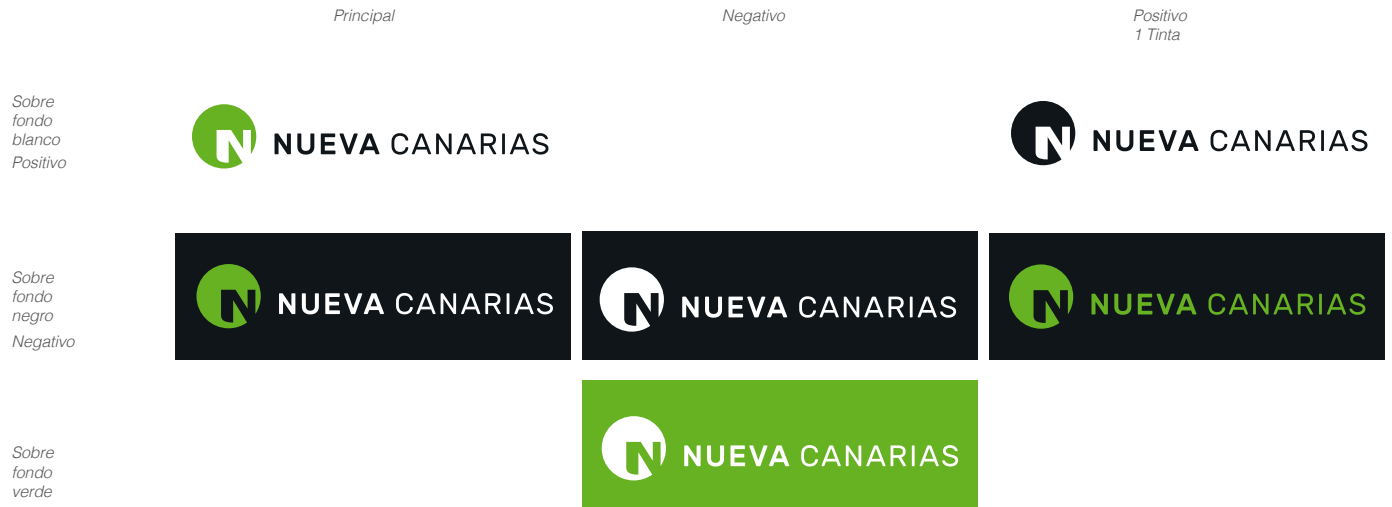 Principal
Negativo
Positivo
1 Tinta
Sobre
fondo
blanco
Positivo
N NUEVA CANARIAS
N NUEVA CANARIAS
Sobre
fondo
negro
Negativo
N NUEVA CANARIAS
N NUEVA CANARIAS
N NUEVA CANARIAS
Sobre
fondo
verde
N NUEVA CANARIAS